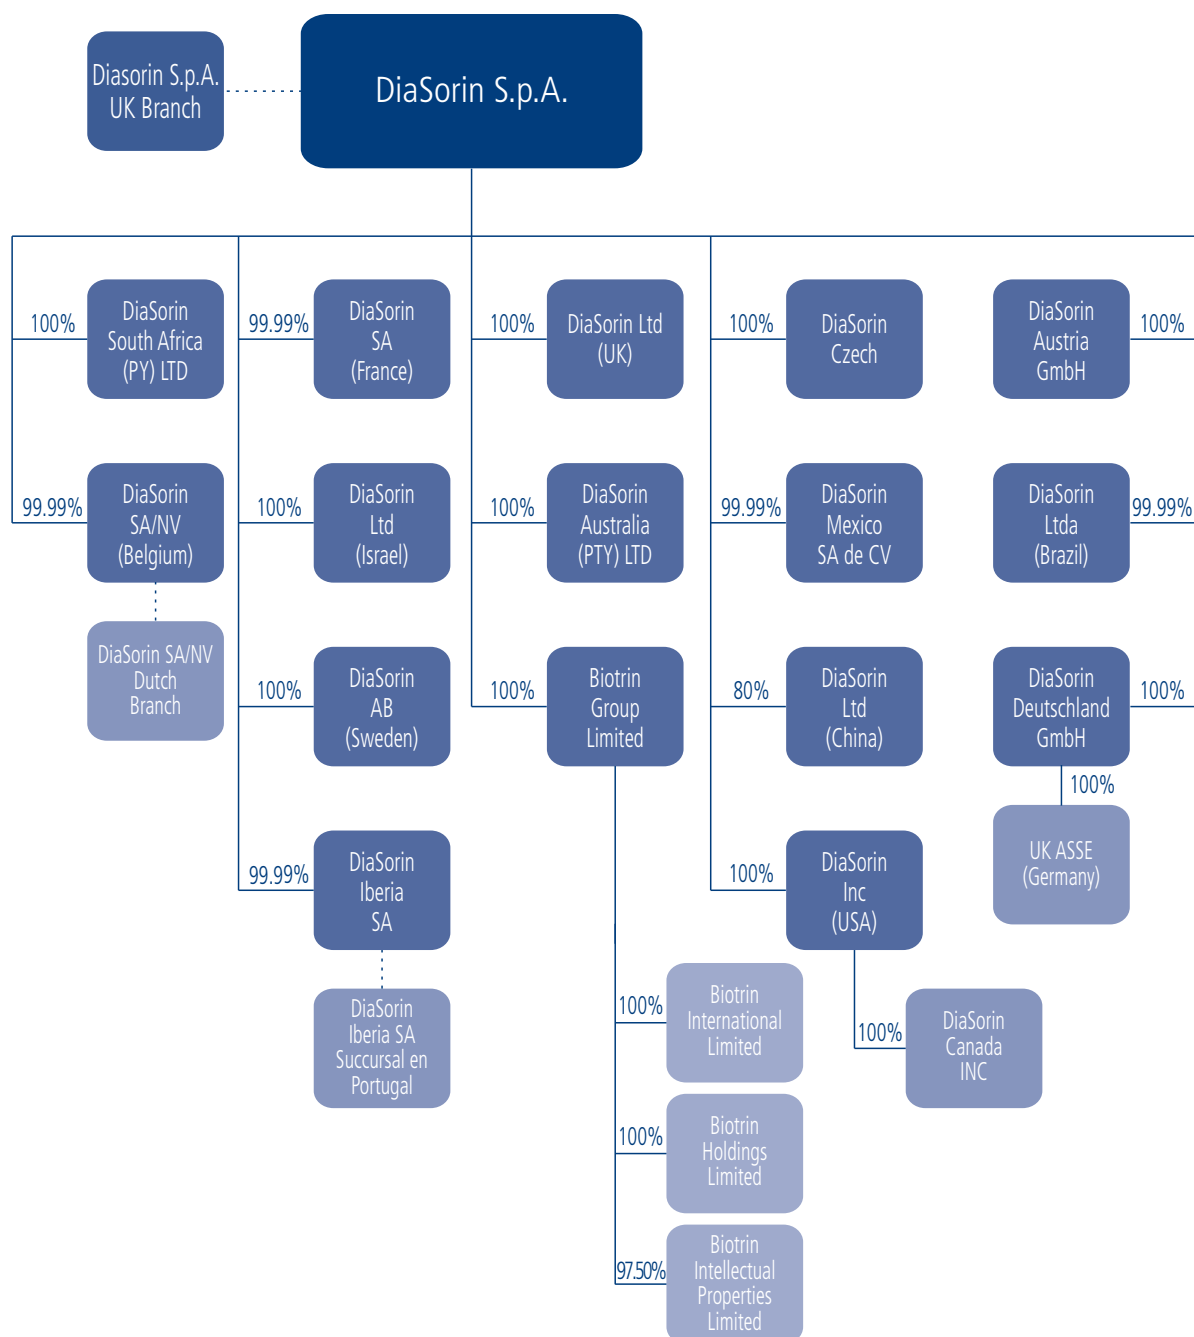 Diasorin S.p.A.
UK Branch
DiaSorin S.p.A.
100%
DiaSorin
South Africa
(PY) LTD
99.99%
DiaSorin
SA
(France)
100%
DiaSorin Ltd
(UK)
100%
DiaSorin
Czech
DiaSorin
Austria
GmbH
100%
99.99%
DiaSorin
SA/NV
(Belgium)
100%
DiaSorin
Ltd
(Israel)
100%
DiaSorin
Australia
(PTY) LTD
99.99%
DiaSorin
Mexico
SA de CV
DiaSorin
Ltda
(Brazil)
99.99%
DiaSorin SA/NV
Dutch
Branch
100%
DiaSorin
AB
(Sweden)
100%
Biotrin
Group
Limited
80%
DiaSorin
Ltd
(China)
DiaSorin
Deutschland
GmbH
100%
100%
UK ASSE
(Germany)
99.99%
DiaSorin
Iberia
SA
100%
DiaSorin
Inc
(USA)
DiaSorin
Iberia SA
Succursal en
Portugal
100%
Biotrin
International
Limited
100%
DiaSorin
Canada
INC
100%
Biotrin
Holdings
Limited
97.50%
Biotrin
Intellectual
Properties
Limited